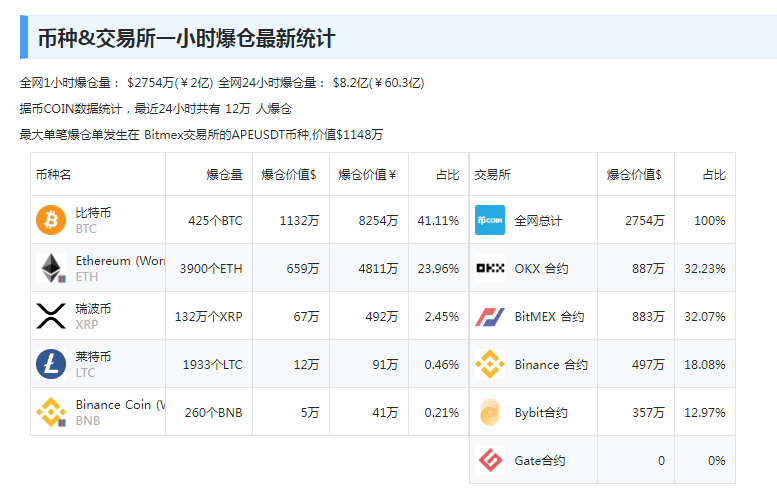 币种&交易所一小时爆仓最新统计
全网1小时爆仓量： $2754万(￥2亿) 全网24小时爆仓量： $8.2亿(￥60.3亿)
据币COIN数据统计，最近24小时共有 12万 人爆仓
最大单笔爆仓单发生在 Bitmex交易所的APEUSDT币种,价值$1148万
币种名 爆仓量 爆仓价值$ 爆仓价值￥ 占比 交易所 爆仓价值$ 占比
比特币 BTC 425个BTC 1132万 8254万 41.11% 全网总计 2754万 100%
Ethereum (Worr ETH 3900个ETH 659万 4811万 23.96% OKX OKX 合约 887万 32.23%
瑞波币 XRP 132万个XRP 67万 492万 2.45% BitMEX 合约 883万 32.07%
莱特币 LTC 1933个LTC 12万 91万 0.46% Binance 合约 497万 18.08%
Binance Coin (W BNB 260个BNB 5万 41万 0.21% Bybit合约 357万 12.97%
Gate合约 0 0%